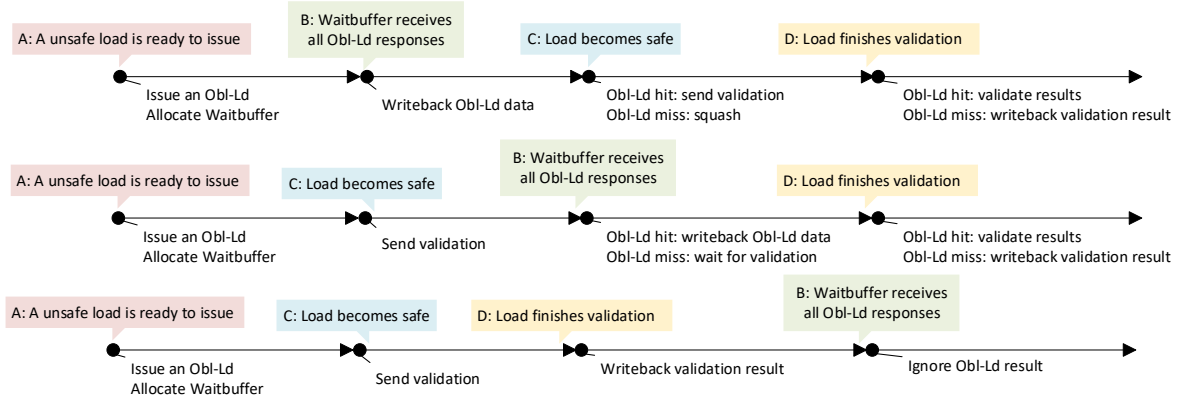 B: Waitbuffer receives
all Obl-Ld responses
A: A unsafe load is ready to issue
C: Load becomes safe
D: Load finishes validation
Issue an Obl-Ld
Allocate Waitbuffer
Writeback Obl-Ld data
Obl-Ld hit: send validation
Obl-Ld miss: squash
Obl-Ld hit: validate results
Obl-Ld miss: writeback validation result
A: A unsafe load is ready to issue
C: Load becomes safe
B: Waitbuffer receives
all Obl-Ld responses
D: Load finishes validation
Issue an Obl-Ld
Allocate Waitbuffer
Send validation
Obl-Ld hit: writeback Obl-Ld data
Obl-Ld miss: wait for validation
Obl-Ld hit: validate results
Obl-Ld miss: writeback validation result
A: A unsafe load is ready to issue
C: Load becomes safe
D: Load finishes validation
B: Waitbuffer receives
all Obl-Ld responses
Issue an Obl-Ld
Allocate Waitbuffer
Send validation
Writeback validation result
Ignore Obl-Ld result